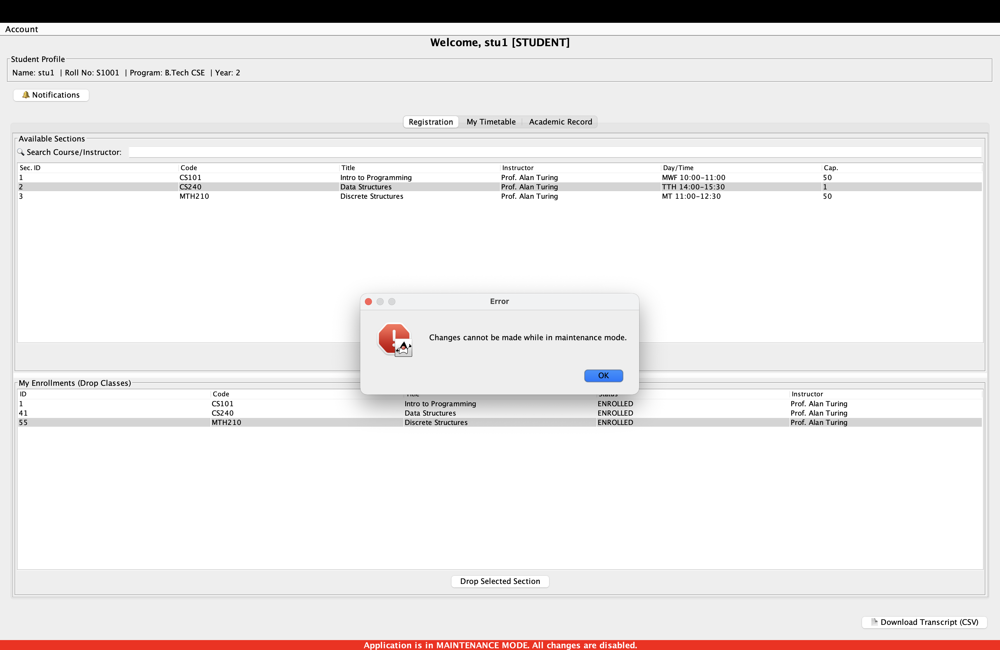 Account
Welcome, stu1 [STUDENT]
Student Profile
Name: stu1 | Roll No: S1001 | Program: B.Tech CSE | Year: 2
Notifications
Registration My Timetable Academic Record
Available Sections
Search Course/Instructor:
Sec. ID Code Title Instructor Day/Time Cap.
1 CS101 Intro to Programming Prof. Alan Turing MWF 10:00-11:00 50
2 CS240 Data Structures Prof. Alan Turing TTH 14:00-15:30 1
3 MTH210 Discrete Structures Prof. Alan Turing MT 11:00-12:30 50
Error
Changes cannot be made while in maintenance mode.
OK
My Enrollments (Drop Classes)
ID Code Title Status Instructor
1 CS101 Intro to Programming ENROLLED Prof. Alan Turing
41 CS240 Data Structures ENROLLED Prof. Alan Turing
55 MTH210 Discrete Structures ENROLLED Prof. Alan Turing
Drop Selected Section
Download Transcript (CSV)
Application is in MAINTENANCE MODE. All changes are disabled.